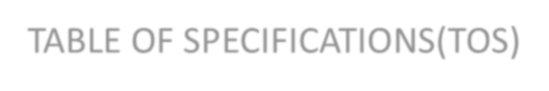 TABLE OF SPECIFICATIONS(TOS)